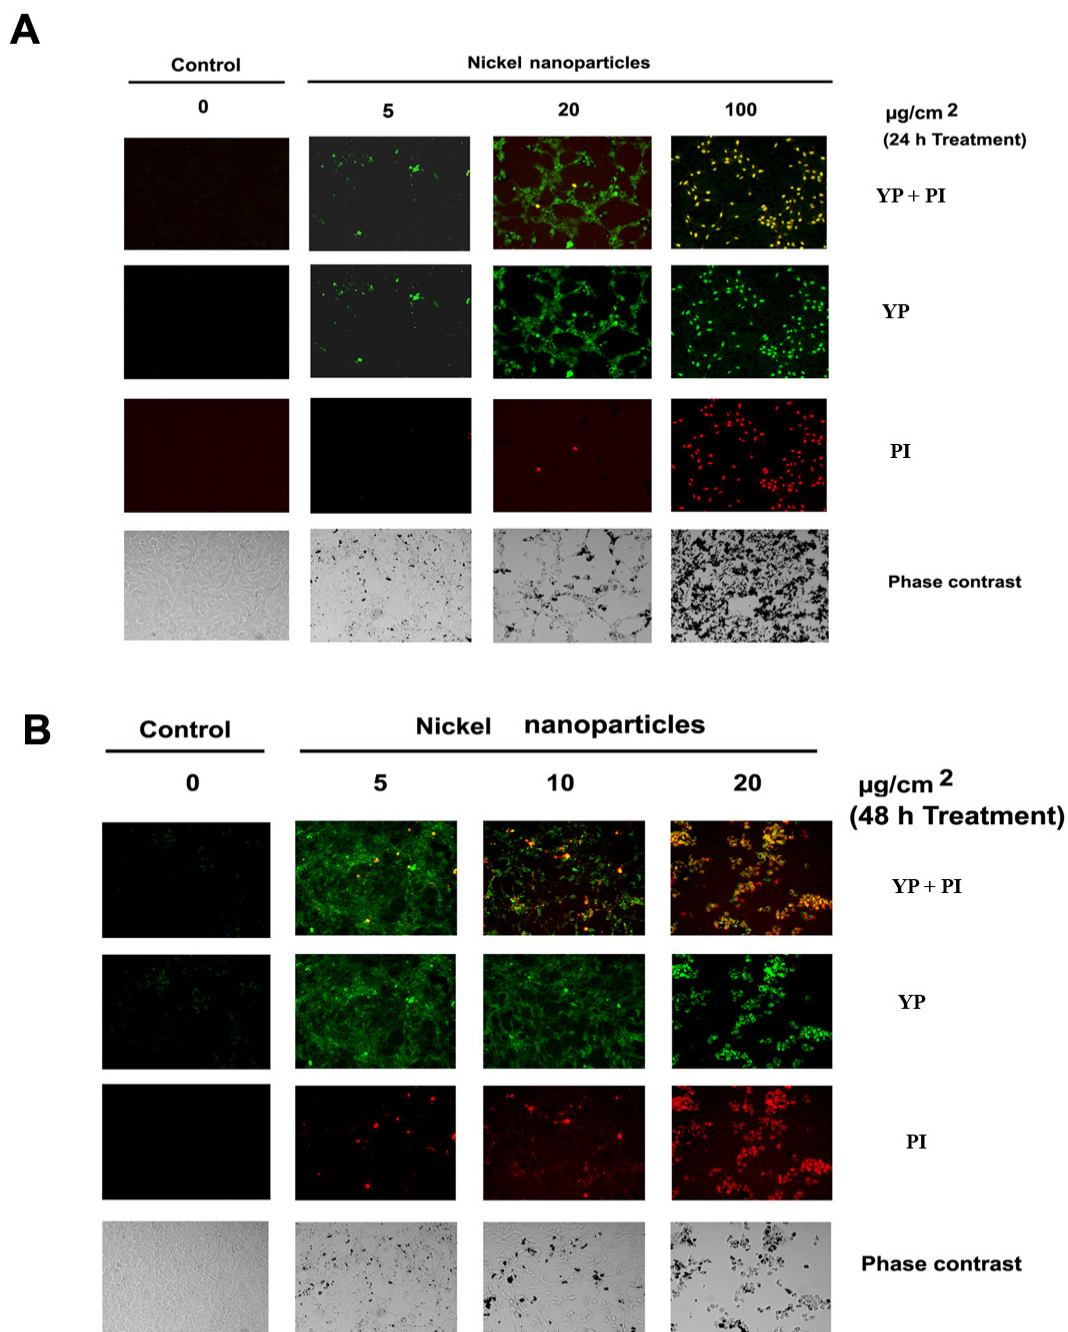 A
Control
Nickel nanoparticles
0
5
20
100
µg/cm 2
(24 h Treatment)
YP + PI
YP
PI
Phase contrast
B
Control
Nickel nanoparticles
0
5
10
20
µg/cm 2
(48 h Treatment)
YP + PI
YP
PI
Phase contrast